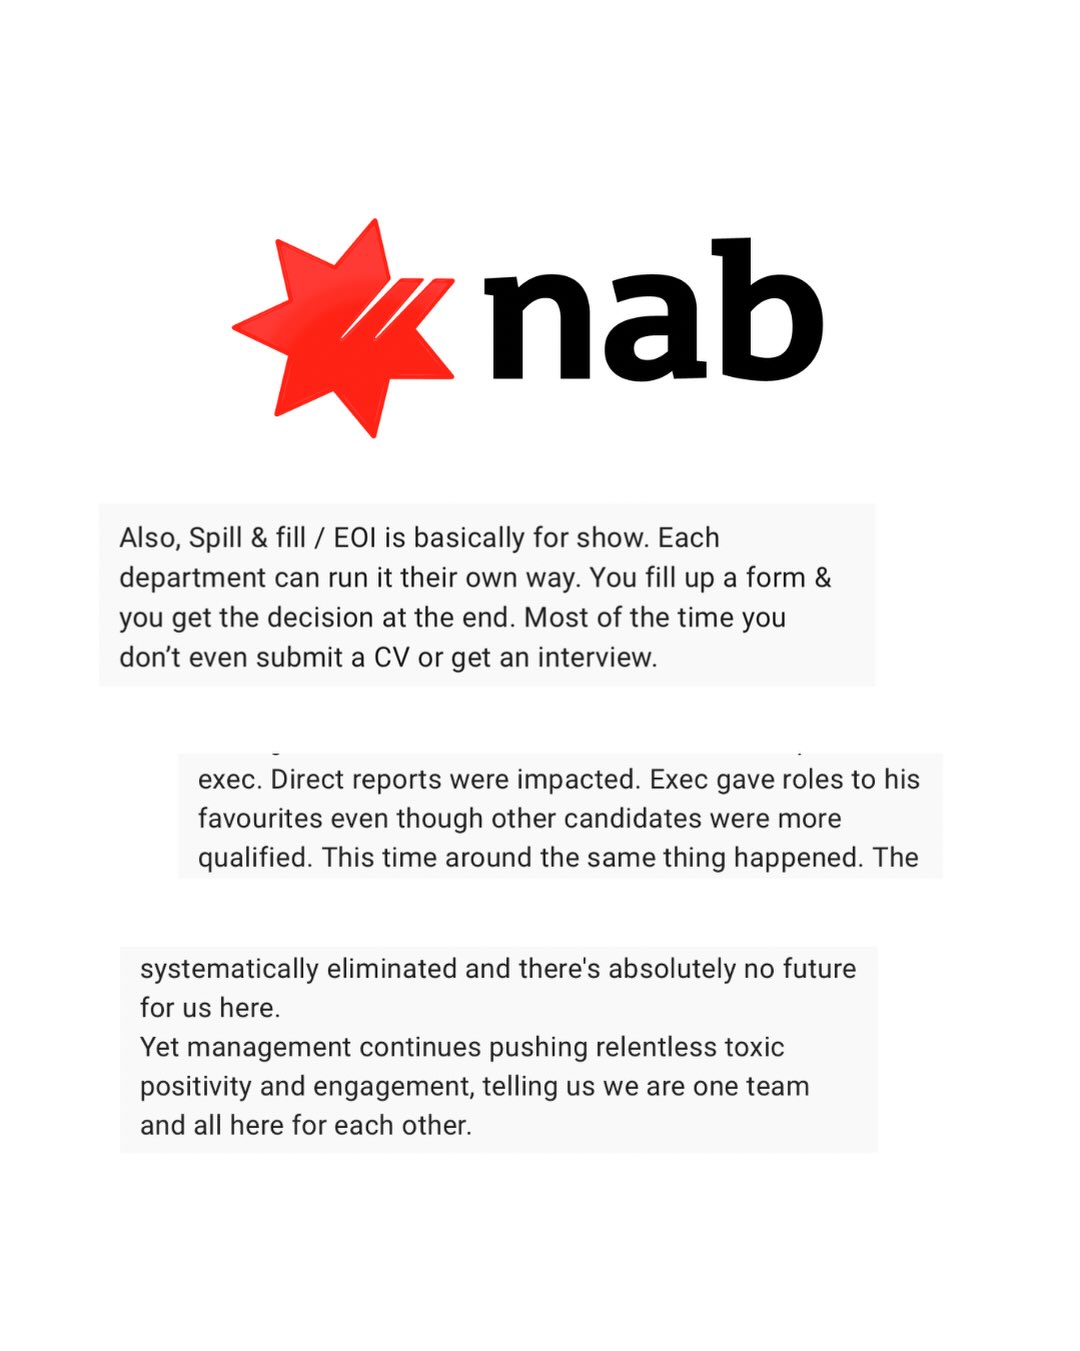 nab
Also, Spill & fill / EOI is basically for show. Each
department can run it their own way. You fill up a form &
you get the decision at the end. Most of the time you
don’t even submit a CV or get an interview.
exec. Direct reports were impacted. Exec gave roles to his
favourites even though other candidates were more
qualified. This time around the same thing happened. The
systematically eliminated and there's absolutely no future
for us here.
Yet management continues pushing relentless toxic
positivity and engagement, telling us we are one team
and all here for each other.